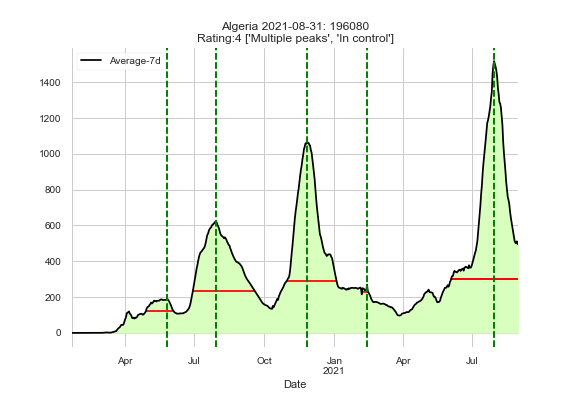 Algeria 2021-08-31: 196080
Rating:4 ['Multiple peaks', 'In control']
Average-7d
1400
1200
1000
800
600
400
200
0
Apr Jul Oct Jan Apr Jul
2021
Date